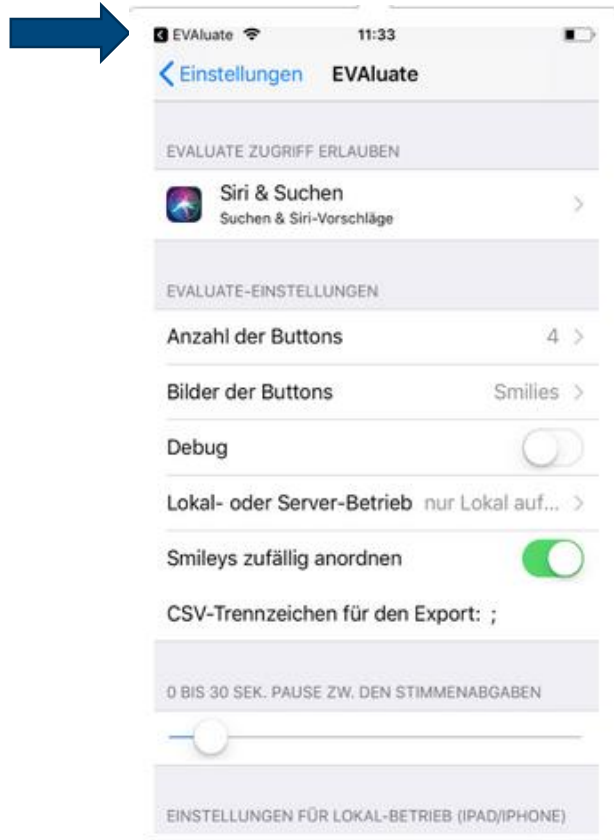 EVAluate 11:33
Einstellungen EVAluate
EVALUATE ZUGRIFF ERLAUBEN
Siri & Suchen
Suchen & Siri-Vorschläge
EVALUATE-EINSTELLUNGEN
Anzahl der Buttons 4
Bilder der Buttons Smilies
Debug
Lokal- oder Server-Betrieb nur Lokal auf...
Smileys zufällig anordnen
CSV-Trennzeichen für den Export: ;
0 BIS 30 SEK. PAUSE ZW. DEN STIMMENABGABEN
EINSTELLUNGEN FÜR LOKAL-BETRIEB (IPAD/IPHONE)